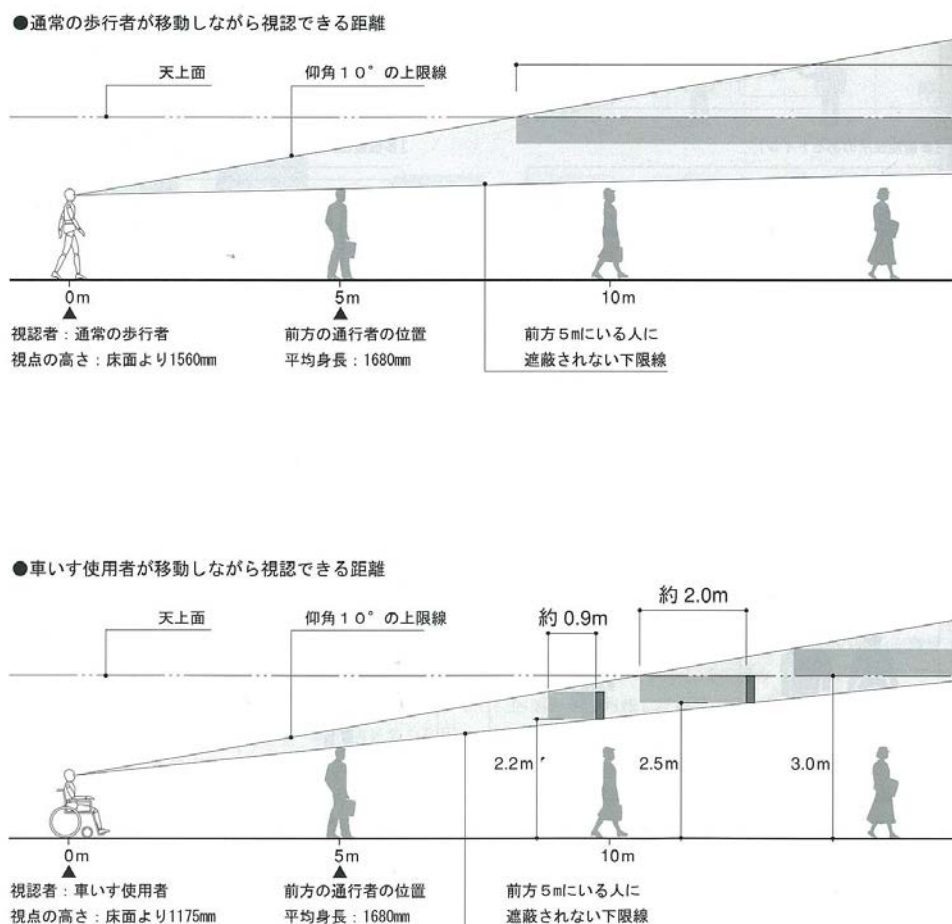 ●通常の歩行者が移動しながら視認できる距離
天上面
仰角10°の上限線
0m
5m
10m
視認者：通常の歩行者
視点の高さ：床面より1560mm
前方の通行者の位置
平均身長：1680mm
前方5mにいる人に
遮蔽されない下限線
●車いす使用者が移動しながら視認できる距離
天上面
仰角10°の上限線
約 0.9m
約 2.0m
2.2m
2.5m
3.0m
0m
5m
10m
視認者：車いす使用者
視点の高さ：床面より1175mm
前方の通行者の位置
平均身長：1680mm
前方5mにいる人に
遮蔽されない下限線